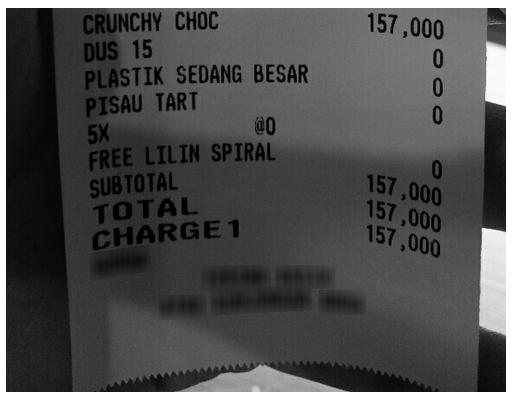 CRUNCHY CHOC 157,000
DUS 15 0
PLASTIK SEDANG BESAR 0
PISAU TART 0
5X @0
FREE LILIN SPIRAL 0
SUBTOTAL 157,000
TOTAL 157,000
CHARGE1 157,000